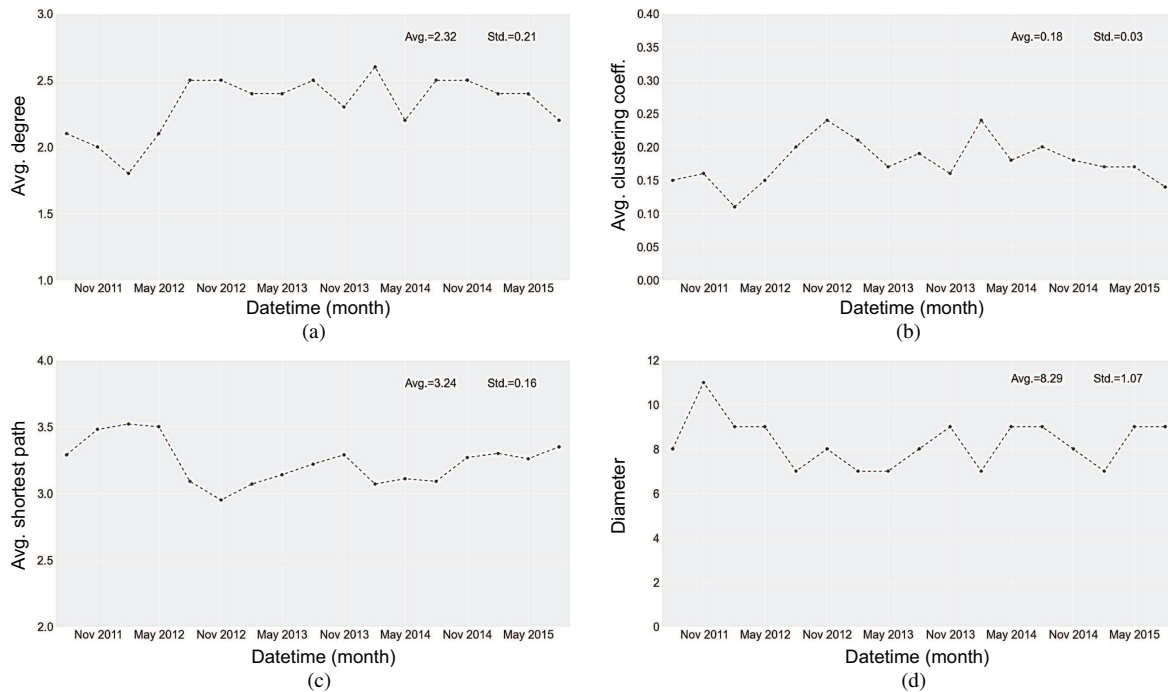 3.0
2.5
2.0
1.5
1.0
Avg. degree
Avg.=2.32 Std.=0.21
Nov 2011 May 2012 Nov 2012 May 2013 Nov 2013 May 2014 Nov 2014 May 2015
Datetime (month)
(a)
0.40
0.35
0.30
0.25
0.20
0.15
0.10
0.05
0.00
Avg. clustering coeff.
Avg.=0.18 Std.=0.03
Nov 2011 May 2012 Nov 2012 May 2013 Nov 2013 May 2014 Nov 2014 May 2015
Datetime (month)
(b)
4.0
3.5
3.0
2.5
2.0
Avg. shortest path
Avg.=3.24 Std.=0.16
Nov 2011 May 2012 Nov 2012 May 2013 Nov 2013 May 2014 Nov 2014 May 2015
Datetime (month)
(c)
12
10
8
6
4
2
0
Diameter
Avg.=8.29 Std.=1.07
Nov 2011 May 2012 Nov 2012 May 2013 Nov 2013 May 2014 Nov 2014 May 2015
Datetime (month)
(d)